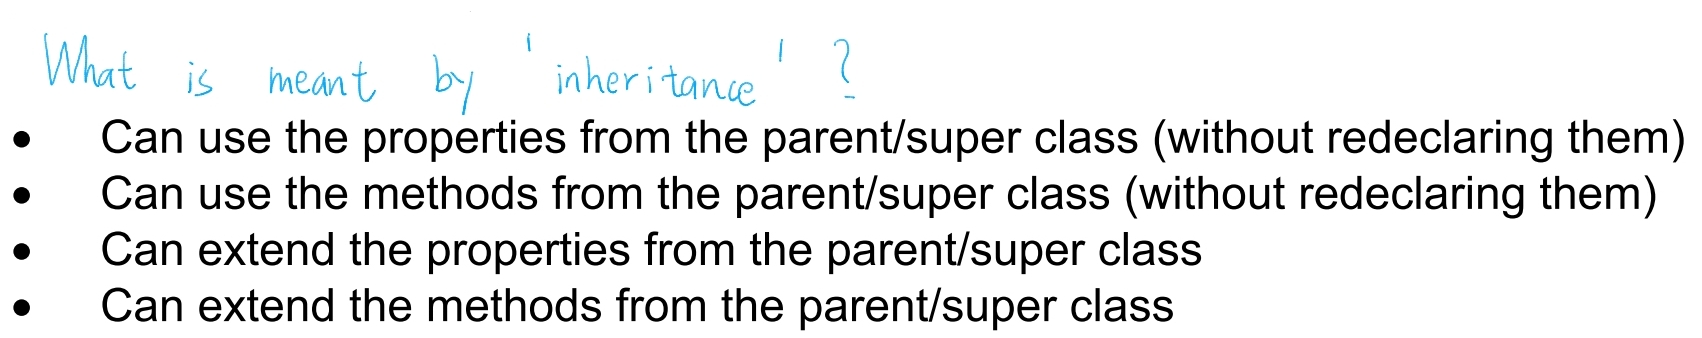 What is meant by 'inheritance' ?
• Can use the properties from the parent/super class (without redeclaring them)
• Can use the methods from the parent/super class (without redeclaring them)
• Can extend the properties from the parent/super class
• Can extend the methods from the parent/super class